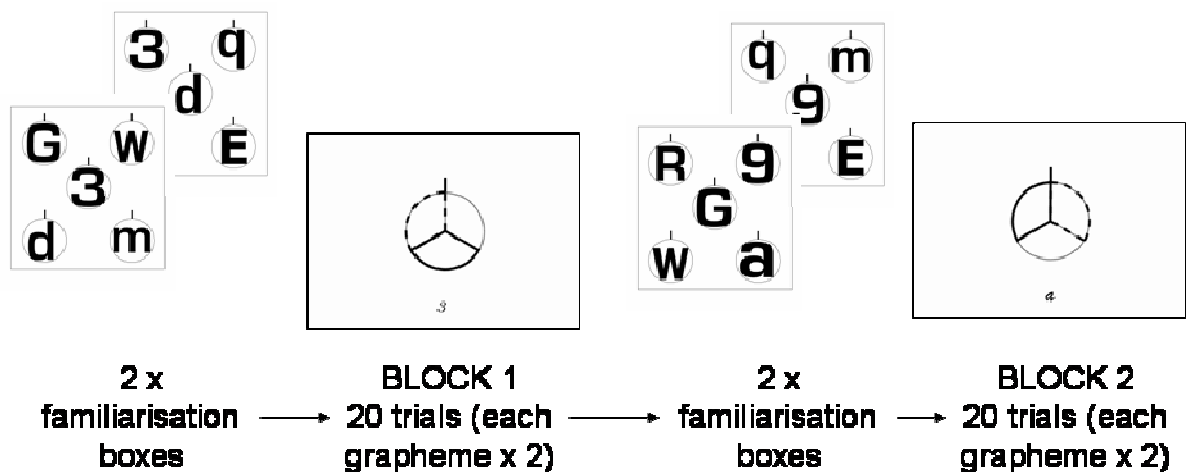 3 q
d
E
G w
3
d m
3
q m
9
E
R 9
G
w a
a
2 x
familiarisation
boxes
BLOCK 1
20 trials (each
grapheme x 2)
2 x
familiarisation
boxes
BLOCK 2
20 trials (each
grapheme x 2)